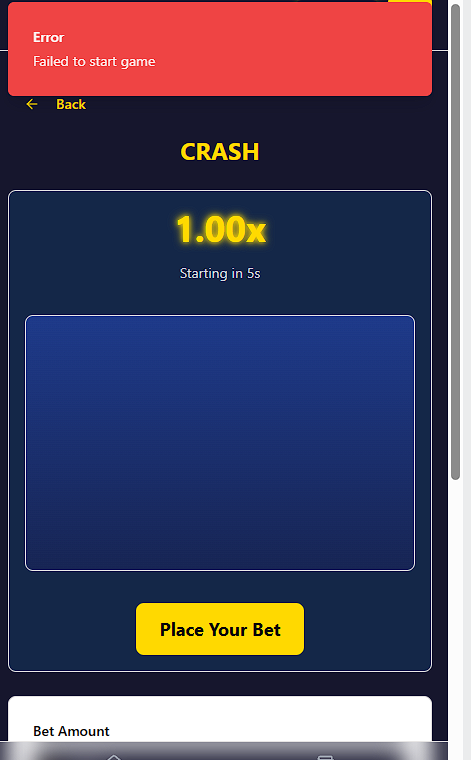 Error
Failed to start game
Back
CRASH
1.00x
Starting in 5s
Place Your Bet
Bet Amount